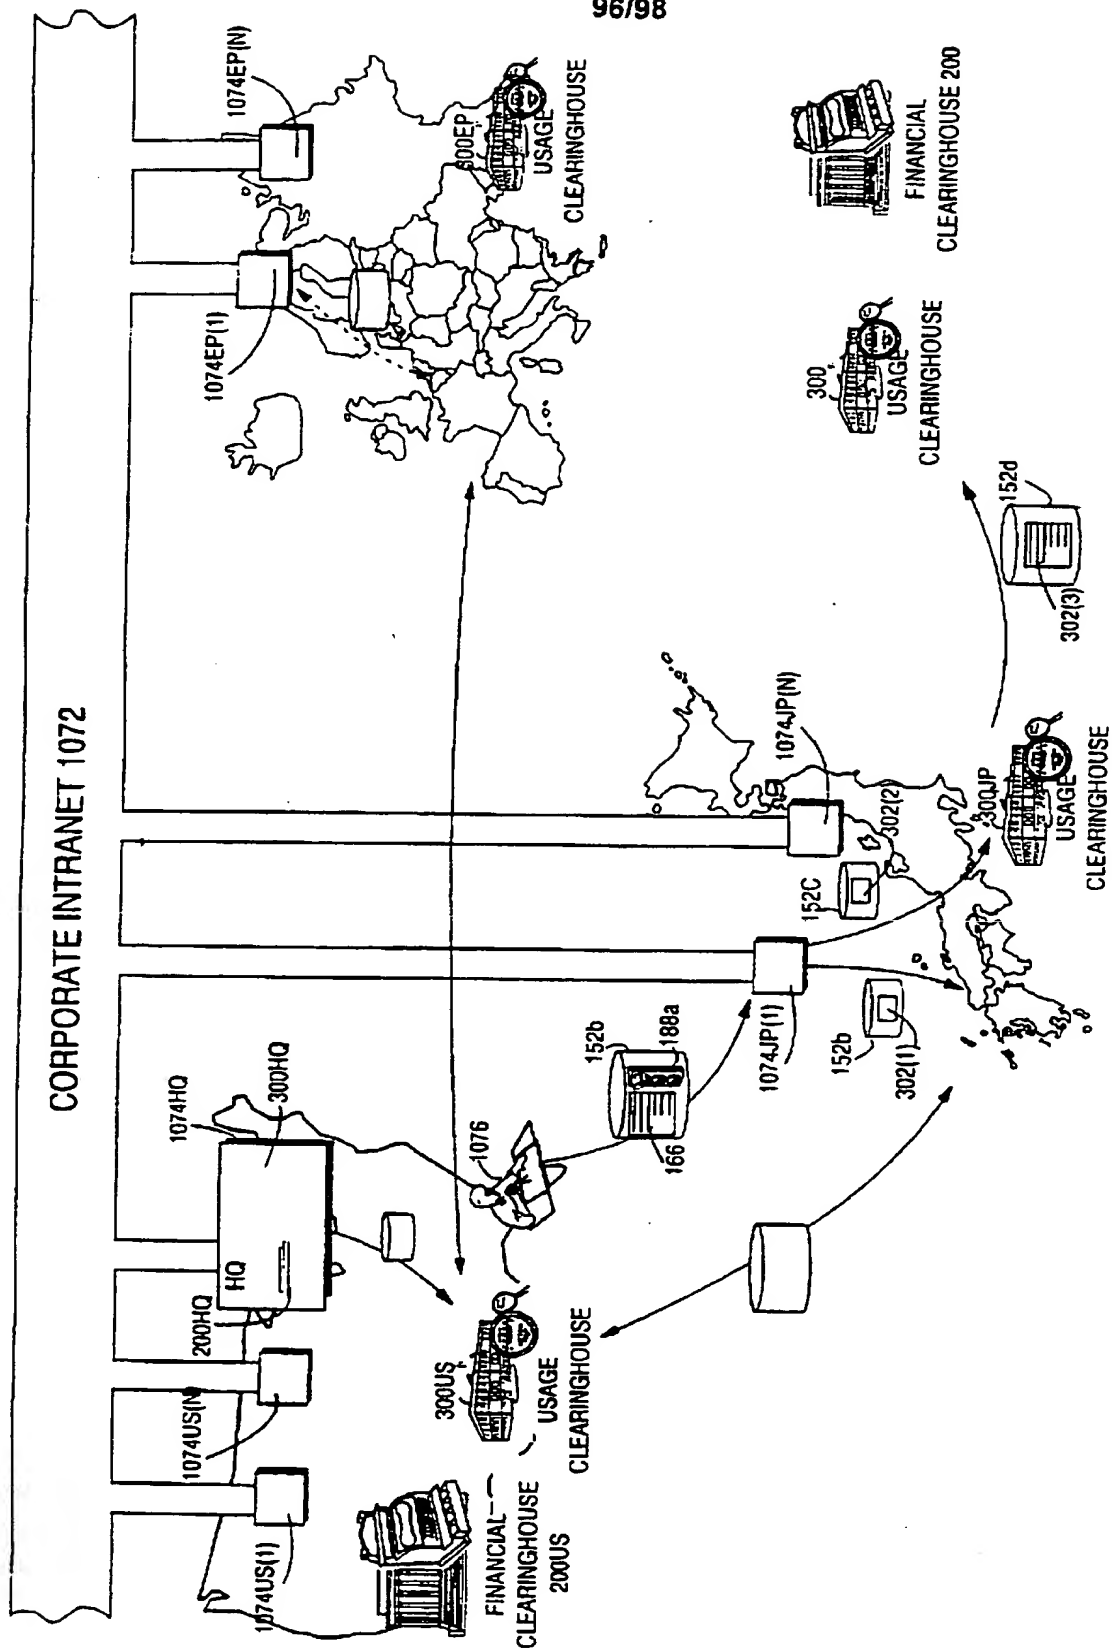 96/98
CORPORATE INTRANET 1072
1074US(1)
1074US(N
200HQ
HQ
1074HQ
300HQ
1074EP(1)
1074EP(N)
FINANCIAL
CLEARINGHOUSE
200US
300US
USAGE
CLEARINGHOUSE
1076
152b
188a
166
1074JP(1)
152b
302(1)
152C
302(2)
1074JP(N)
300JP
USAGE
CLEARINGHOUSE
302(3)
152d
300EP
USAGE
CLEARINGHOUSE
300
USAGE
CLEARINGHOUSE
FINANCIAL
CLEARINGHOUSE 200